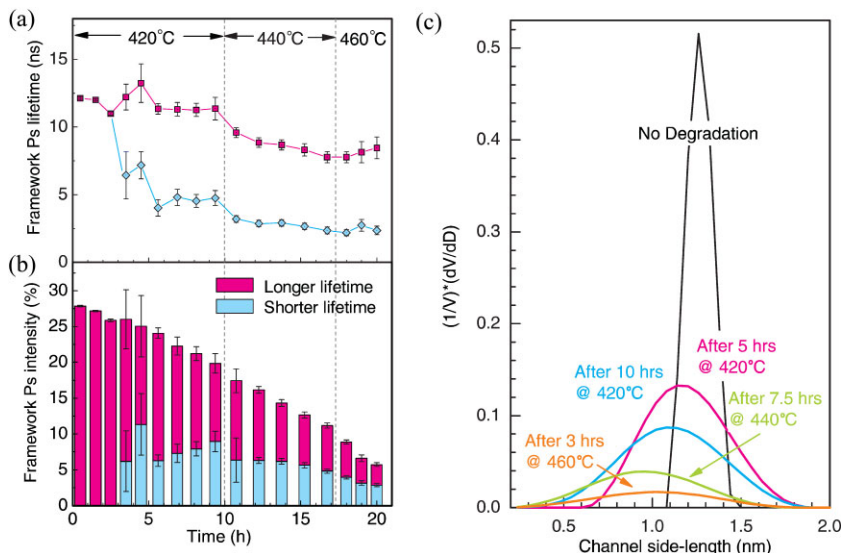 (a)
420°C
440°C
460°C
Framework Ps lifetime (ns)
15
10
5
0
(b)
Longer lifetime
Shorter lifetime
Framework Ps intensity (%)
30
25
20
15
10
5
0
0
5
10
15
20
Time (h)
(c)
0.5
0.4
0.3
0.2
0.1
0.0
(1/V)*(dV/dD)
No Degradation
After 5 hrs
@ 420°C
After 10 hrs
@ 420°C
After 7.5 hrs
@ 440°C
After 3 hrs
@ 460°C
0.5
1.0
1.5
2.0
Channel side-length (nm)